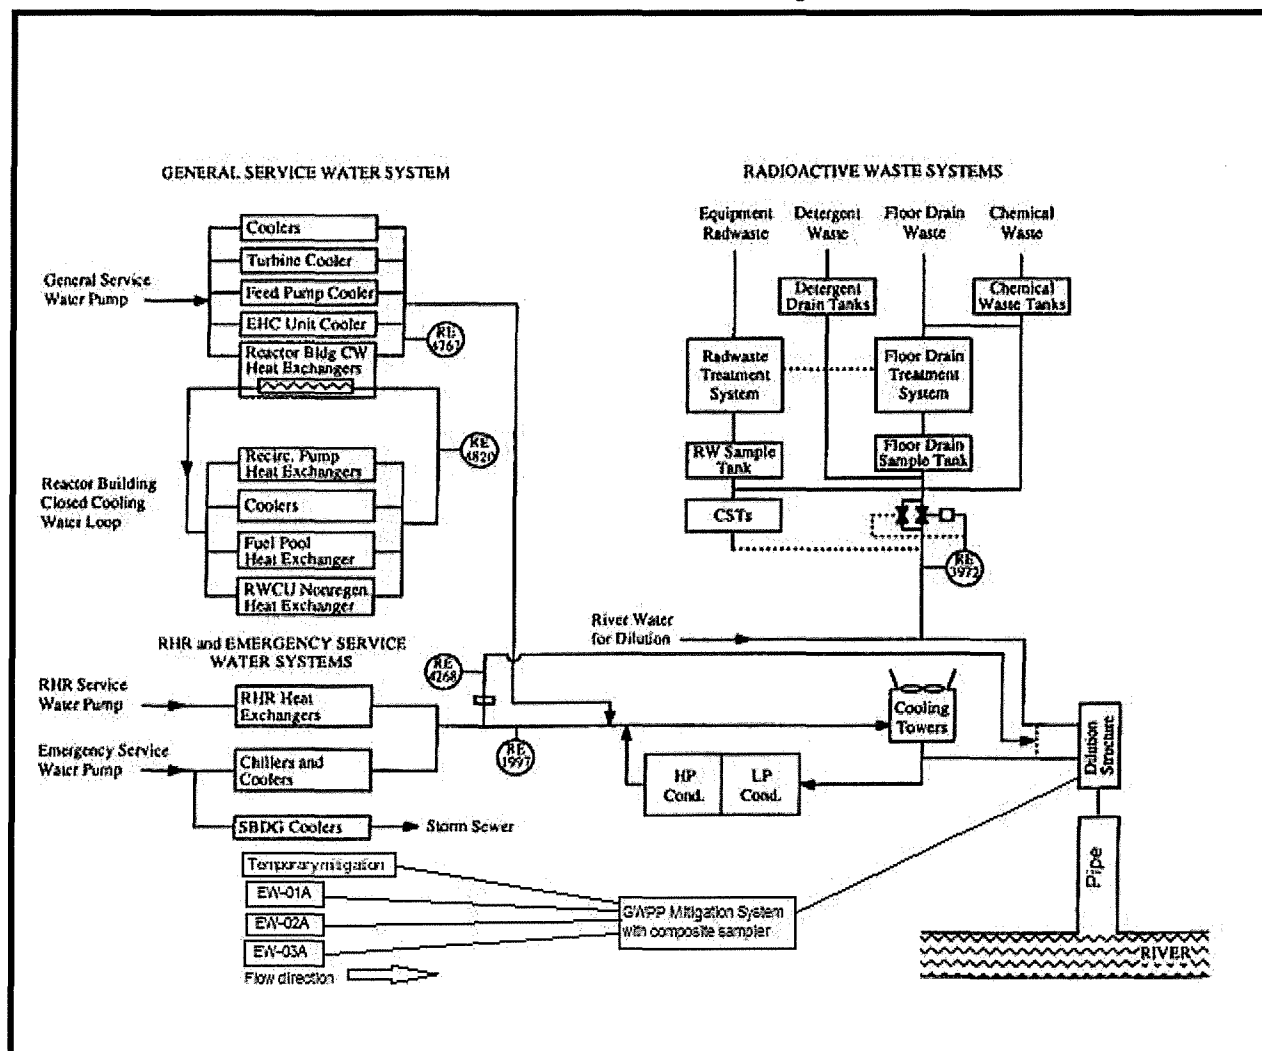 GENERAL SERVICE WATER SYSTEM
General Service
Water Pump
Coolers
Turbine Cooler
Feed Pump Cooler
EHC Unit Cooler
Reactor Bldg CW
Heat Exchangers
RE
4767
RE
4820
Reactor Building
Closed Cooling
Water Loop
Recirc. Pump
Heat Exchangers
Coolers
Fuel Pool
Heat Exchanger
RWCU Nonregen
Heat Exchanger
RADIOACTIVE WASTE SYSTEMS
Equipment
Radwaste
Detergent
Waste
Floor Drain
Waste
Chemical
Waste
Detergent
Drain Tanks
Chemical
Waste Tanks
Radwaste
Treatment
System
Floor Drain
Treatment
System
RW Sample
Tank
Floor Drain
Sample Tank
CSTs
RE
3972
River Water
for Dilution
RHR and EMERGENCY SERVICE
WATER SYSTEMS
RE
4268
RHR Service
Water Pump
RHR Heat
Exchangers
Emergency Service
Water Pump
Chillers and
Coolers
RE
1997
SBDG Coolers
Storm Sewer
HP
Cond.
LP
Cond.
Cooling
Towers
Dilution
Structure
Pipe
RIVER
Temporary mitigation
EW-01A
EW-02A
EW-03A
Flow direction
GWPP Mitigation System
with composite sampler